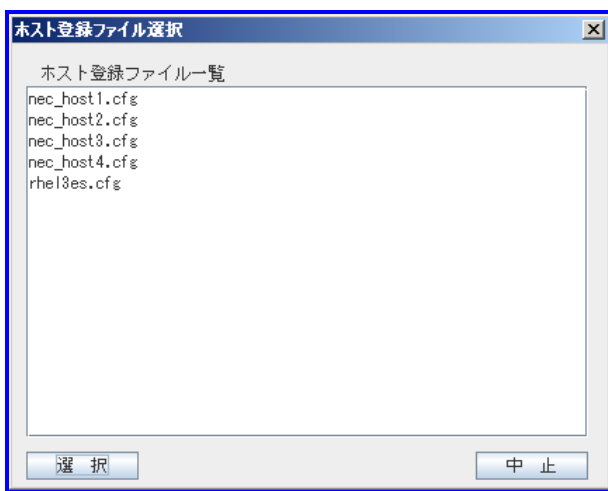 ホスト登録ファイル選択
ホスト登録ファイル一覧
nec_host1.cfg
nec_host2.cfg
nec_host3.cfg
nec_host4.cfg
rhel3es.cfg
選 択
中 止